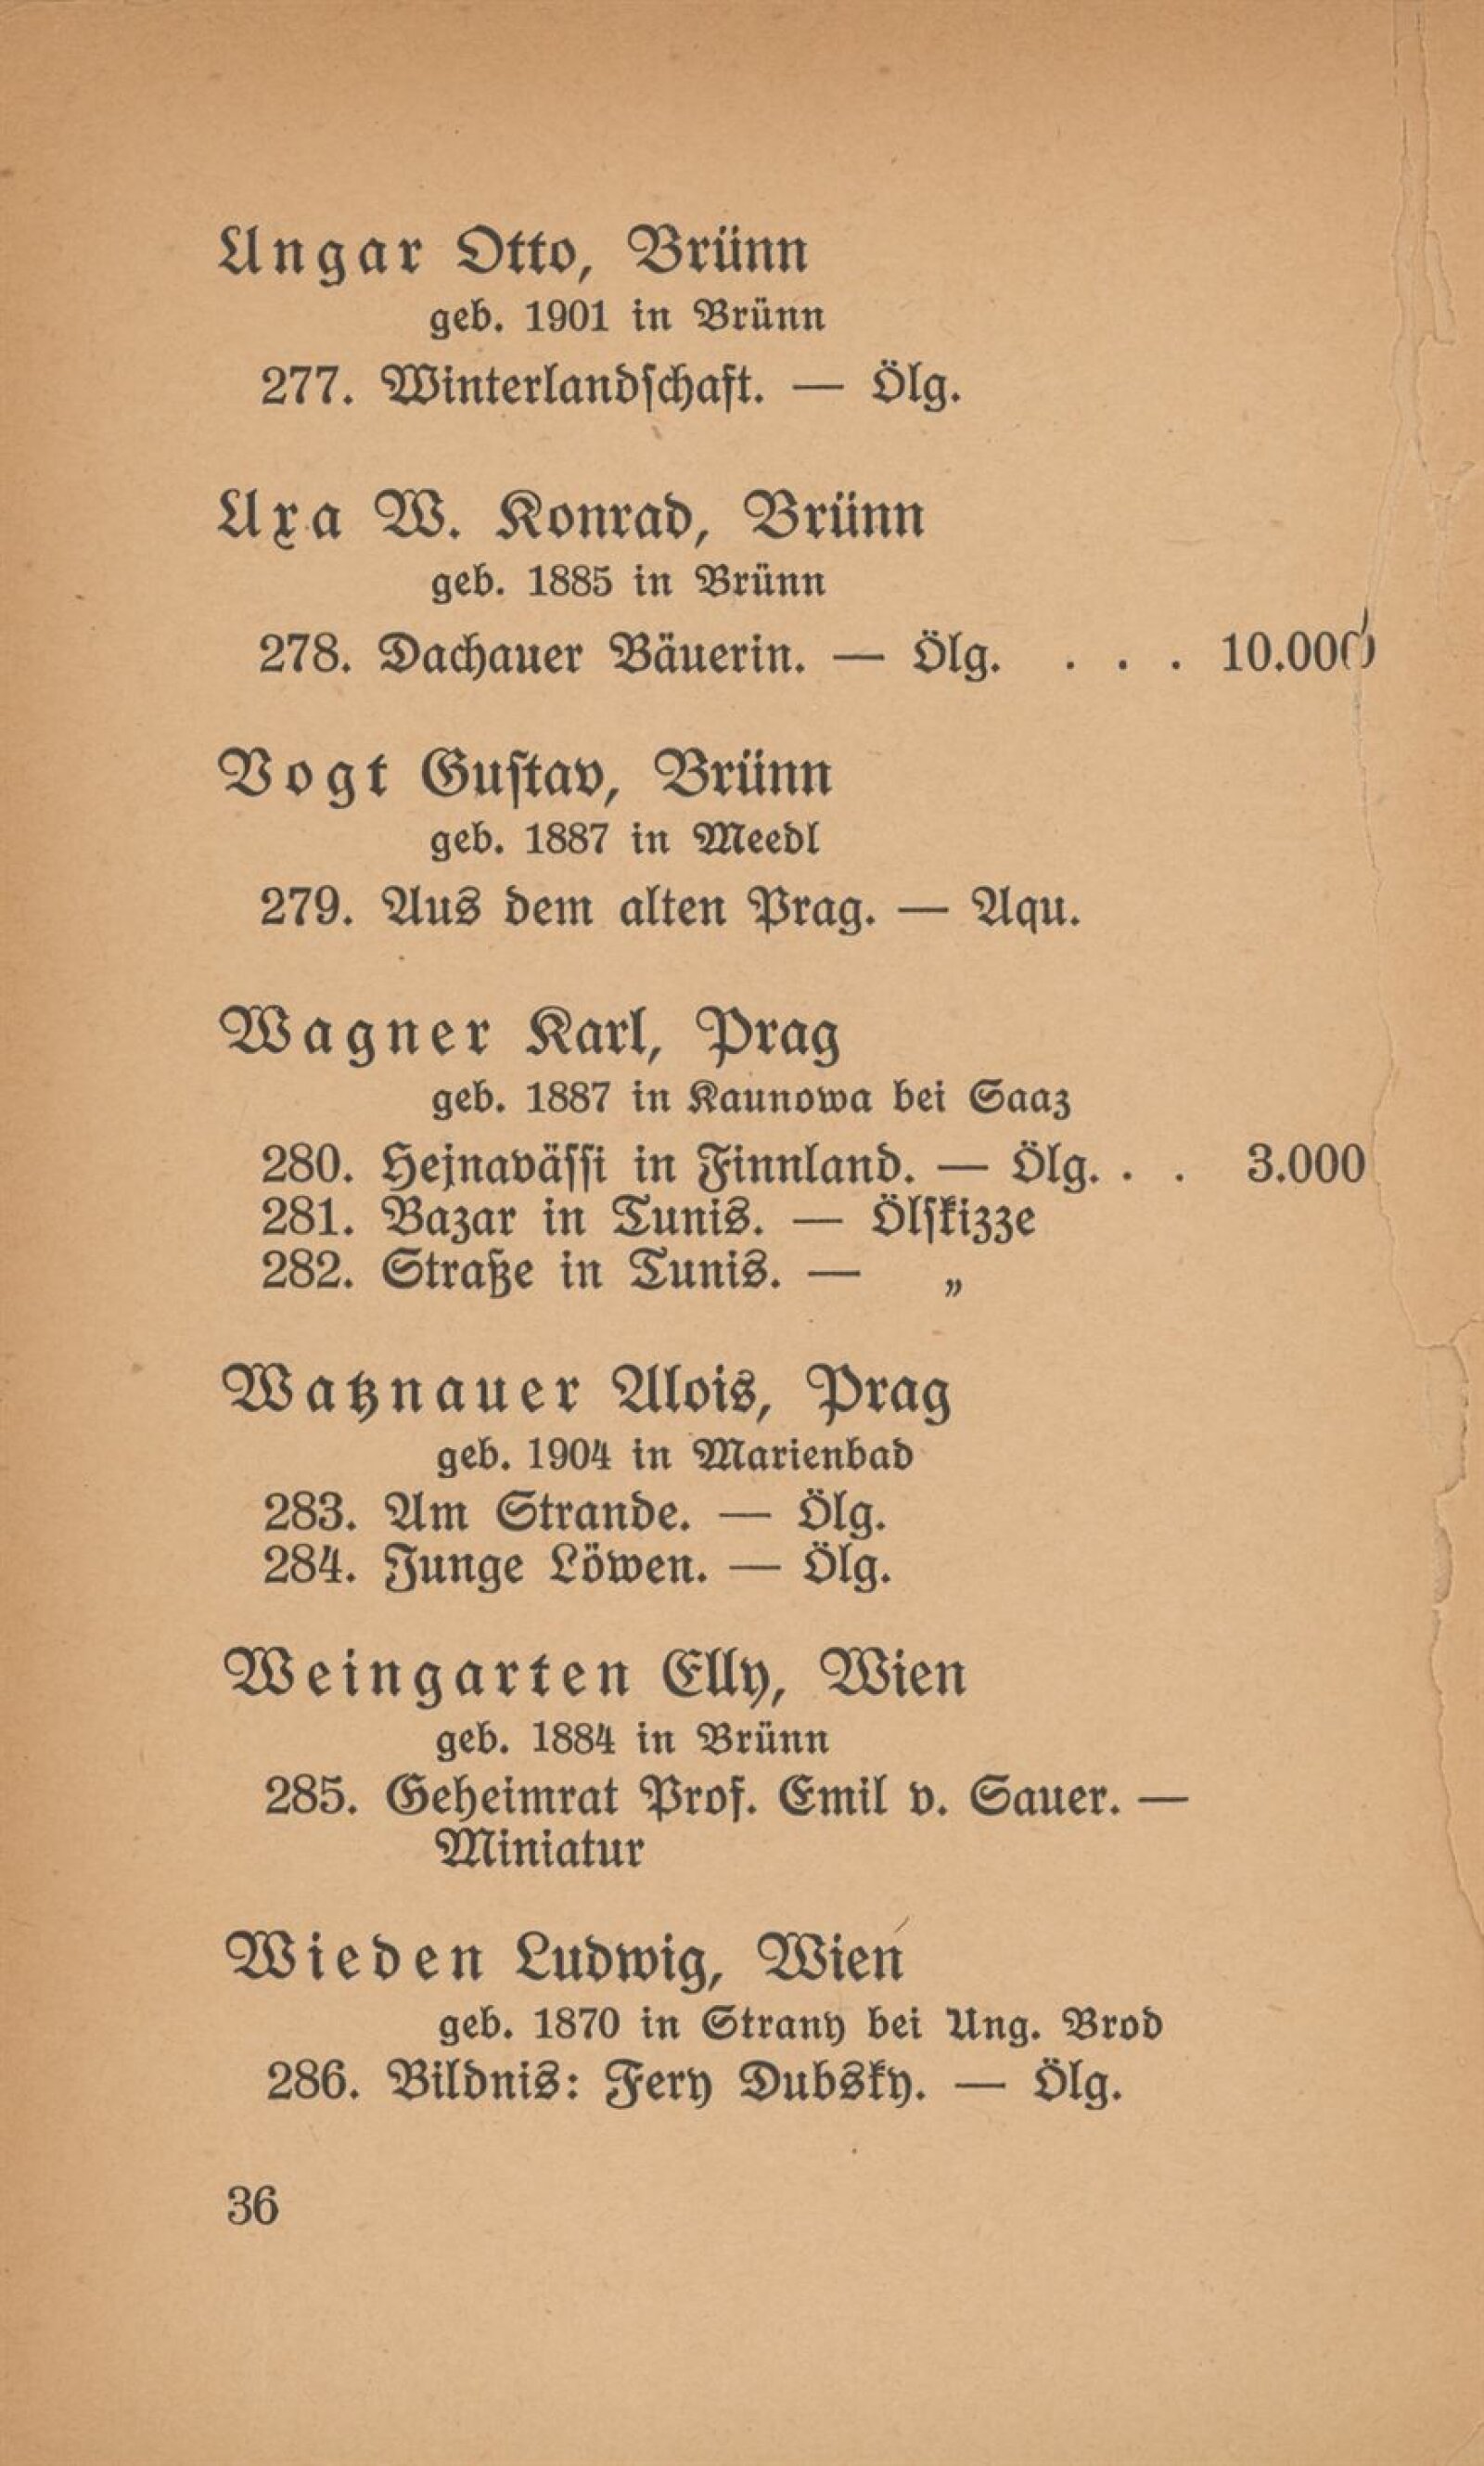 Ungar Otto, Brünn
geb. 1901 in Brünn
277. Winterlandschaft. — Ölg.
Uxa W. Konrad, Brünn
geb. 1885 in Brünn
278. Dachauer Bäuerin. — Ölg. . . . 10.000
Vogt Gustav, Brünn
geb. 1887 in Meedl
279. Aus dem alten Prag. — Aqu.
Wagner Karl, Prag
geb. 1887 in Kaunowa bei Saaz
280. Hejnavässi in Finnland. — Ölg. . . 3.000
281. Bazar in Tunis. — Ölskizze
282. Straße in Tunis. — „
Watznauer Alois, Prag
geb. 1904 in Marienbad
283. Am Strande. — Ölg.
284. Junge Löwen. — Ölg.
Weingarten Elly, Wien
geb. 1884 in Brünn
285. Geheimrat Prof. Emil v. Sauer. —
Miniatur
Wieden Ludwig, Wien
geb. 1870 in Strany bei Ung. Brod
286. Bildnis: Fery Dubsky. — Ölg.
36